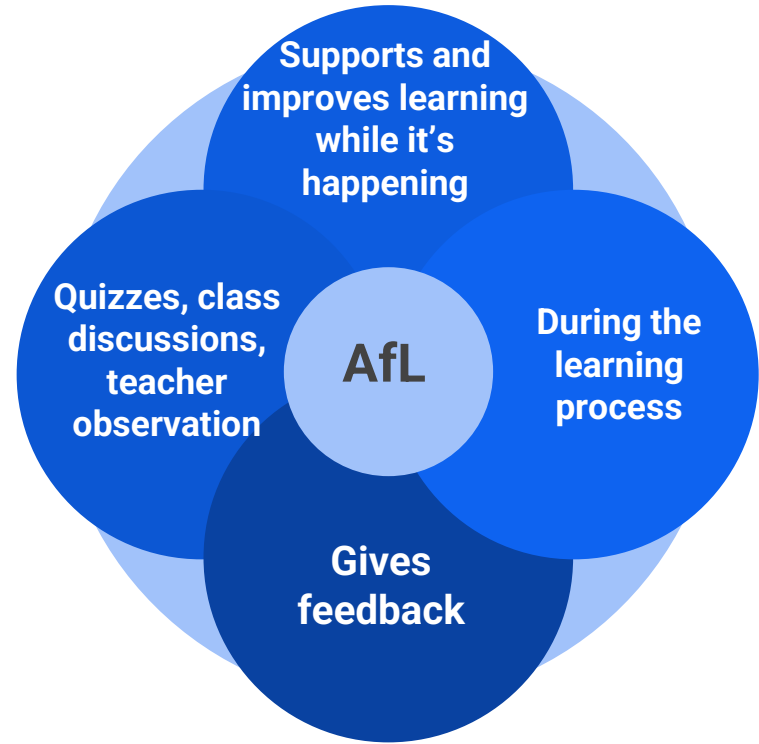 Supports and
improves learning
while it’s
happening
Quizzes, class
discussions,
teacher
observation
AfL
During the
learning
process
Gives
feedback